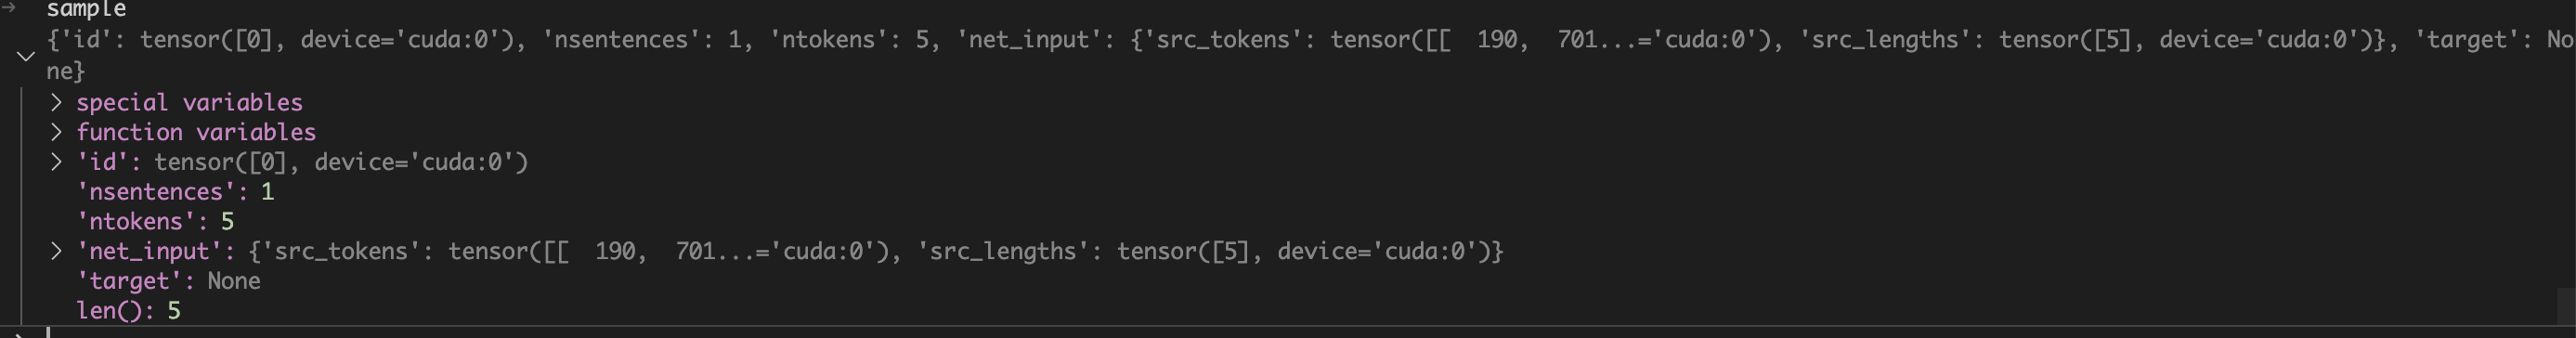 sample
{'id': tensor([0], device='cuda:0'), 'nsentences': 1, 'ntokens': 5, 'net_input': {'src_tokens': tensor([[  190,  701...='cuda:0'), 'src_lengths': tensor([5], device='cuda:0')}, 'target': No
ne}
special variables
function variables
'id': tensor([0], device='cuda:0')
'nsentences': 1
'ntokens': 5
'net_input': {'src_tokens': tensor([[  190,  701...='cuda:0'), 'src_lengths': tensor([5], device='cuda:0')}
'target': None
len(): 5